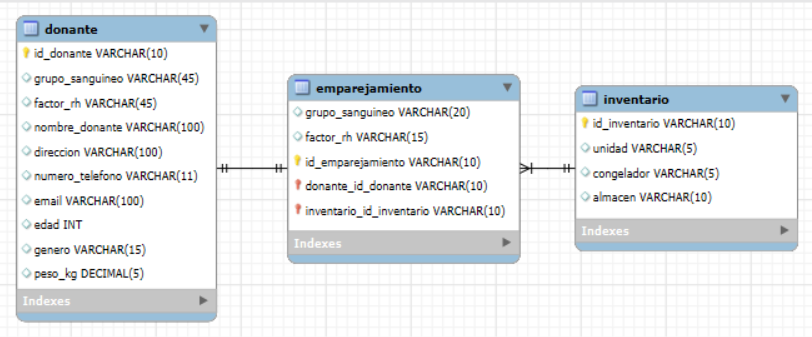 donante
id_donante VARCHAR(10)
grupo_sanguineo VARCHAR(45)
factor_rh VARCHAR(45)
nombre_donante VARCHAR(100)
direccion VARCHAR(100)
numero_telefono VARCHAR(11)
email VARCHAR(100)
edad INT
genero VARCHAR(15)
peso_kg DECIMAL(5)
Indexes
emparejamiento
grupo_sanguineo VARCHAR(20)
factor_rh VARCHAR(15)
id_emparejamiento VARCHAR(10)
donante_id_donante VARCHAR(10)
inventario_id_inventario VARCHAR(10)
Indexes
inventario
id_inventario VARCHAR(10)
unidad VARCHAR(5)
congelador VARCHAR(5)
almacen VARCHAR(10)
Indexes